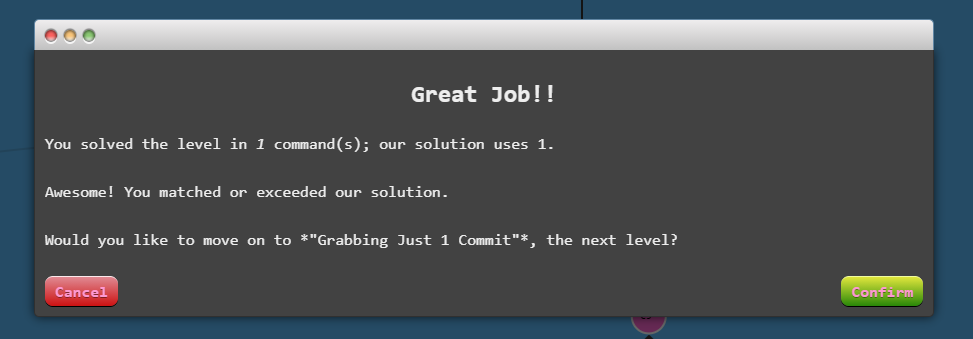 Great Job!!
You solved the level in 1 command(s); our solution uses 1.
Awesome! You matched or exceeded our solution.
Would you like to move on to *"Grabbing Just 1 Commit"*, the next level?
Cancel
Confirm